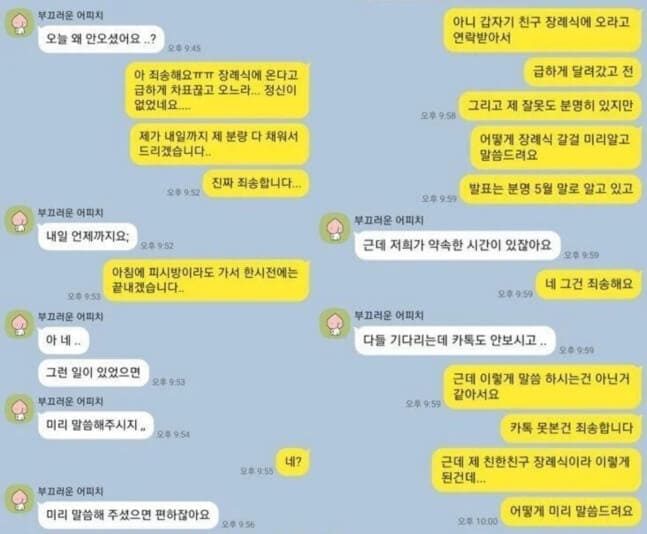 부끄러운 어피치
오늘 왜 안오셨어요 ..?
오후 9:45
아 죄송해요ㅠㅠ 장례식에 온다고
급하게 차표끊고 오느라... 정신이
없었네요....
제가 내일까지 제 분량 다 채워서
드리겠습니다..
진짜 죄송합니다...
오후 9:52
부끄러운 어피치
내일 언제까지요;
오후 9:52
아침에 피시방이라도 가서 한시전에는
끝내겠습니다..
오후 9:53
부끄러운 어피치
아 네 ..
그런 일이 있었으면
오후 9:53
부끄러운 어피치
미리 말씀해주시지 ,,
오후 9:54
네?
오후 9:55
부끄러운 어피치
미리 말씀해 주셨으면 편하잖아요
오후 9:56
아니 갑자기 친구 장례식에 오라고
연락받아서
급하게 달려갔고 전
그리고 제 잘못도 분명히 있지만
오후 9:58
어떻게 장례식 갈걸 미리알고
말씀드려요
발표는 분명 5월 말로 알고 있고
오후 9:59
부끄러운 어피치
근데 저희가 약속한 시간이 있잖아요
오후 9:59
네 그건 죄송해요
오후 9:59
부끄러운 어피치
다들 기다리는데 카톡도 안보시고 ..
오후 9:59
근데 이렇게 말씀 하시는건 아닌거
같아서요
오후 9:59
카톡 못본건 죄송합니다
근데 제 친한친구 장례식이라 이렇게
된건데...
어떻게 미리 말씀드려요
오후 10:00